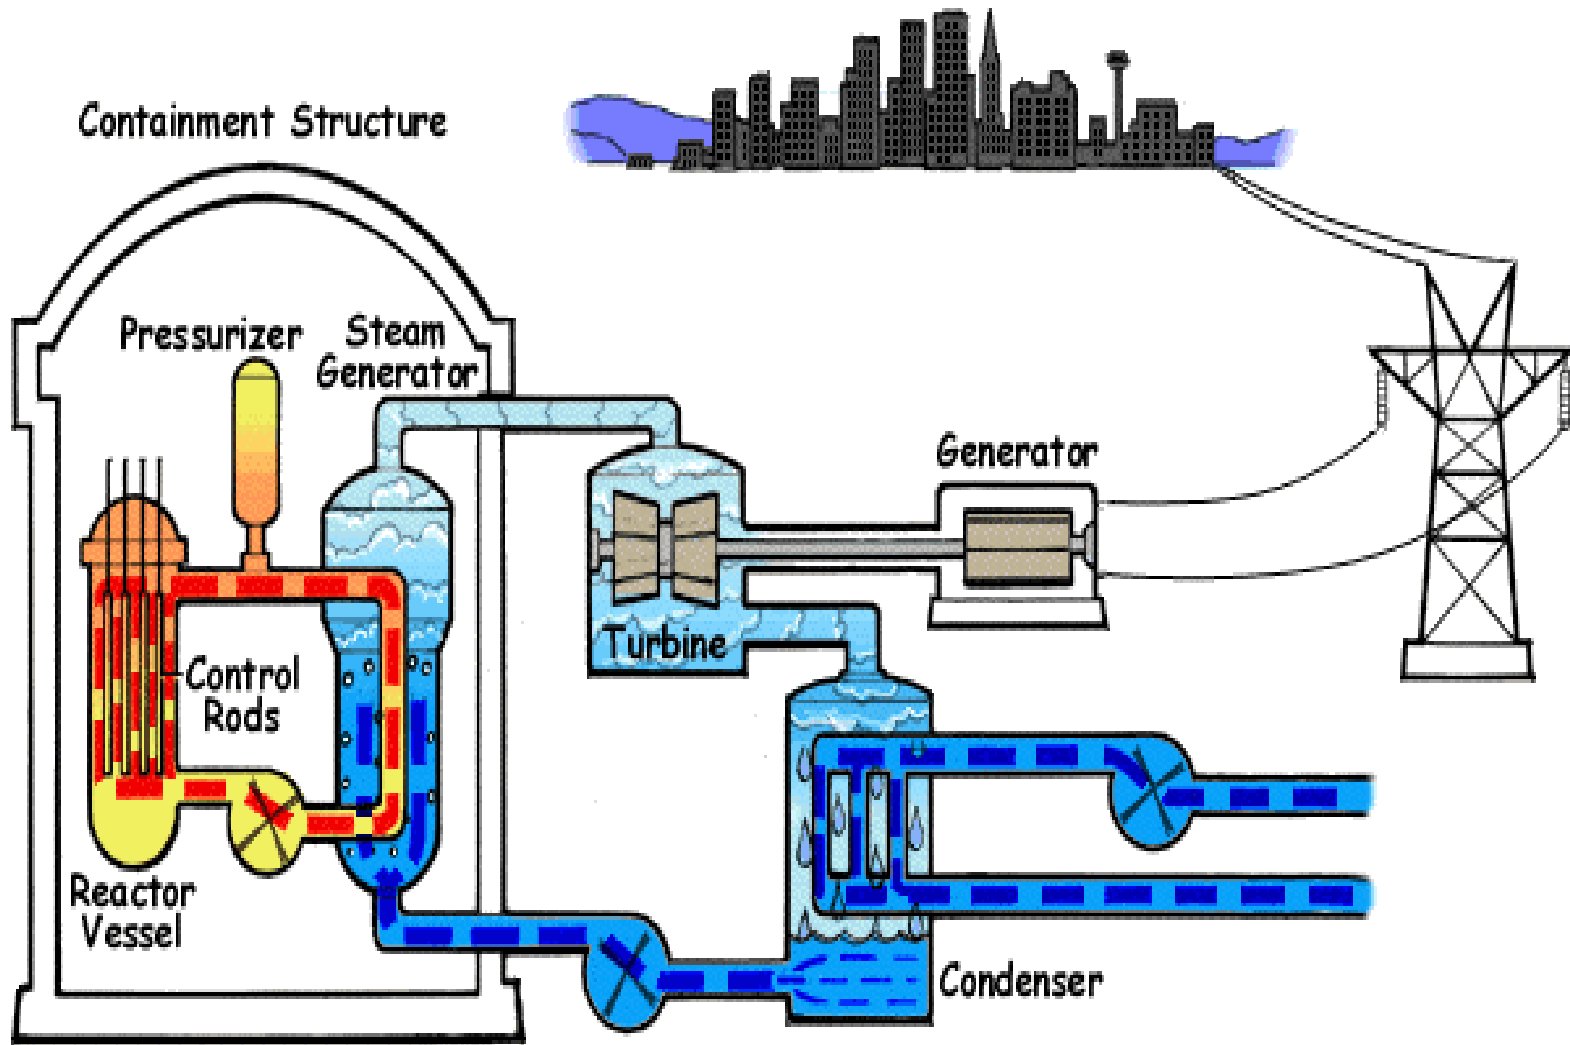 Containment Structure
Pressurizer
Steam
Generator
Generator
Turbine
Control
Rods
Reactor
Vessel
Condenser